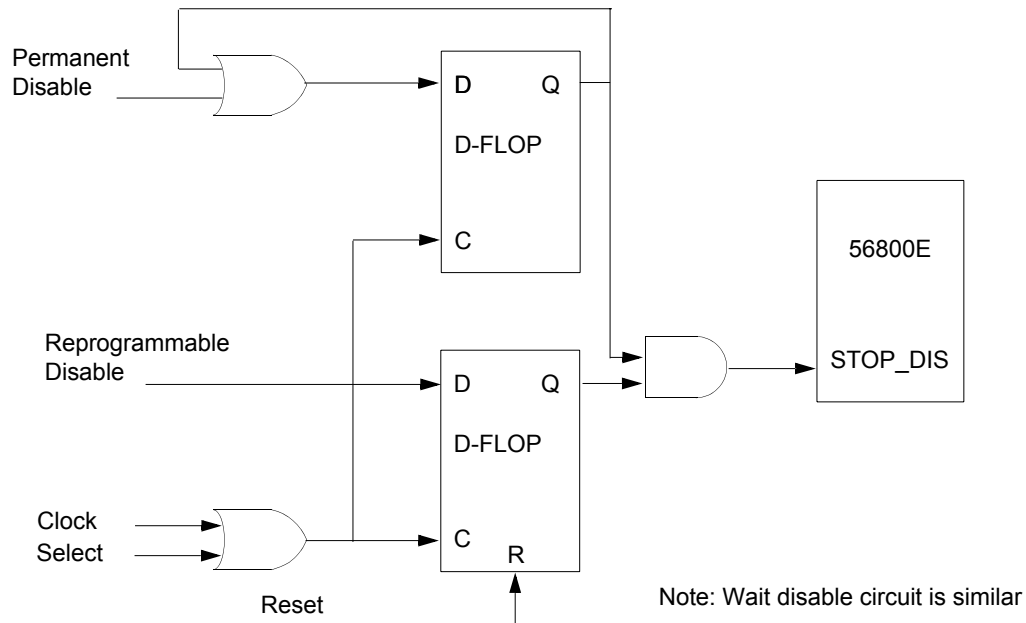 Permanent
Disable
D
Q
D-FLOP
C
56800E
STOP_DIS
Reprogrammable
Disable
D
Q
D-FLOP
C
R
Clock
Select
Reset
Note: Wait disable circuit is similar